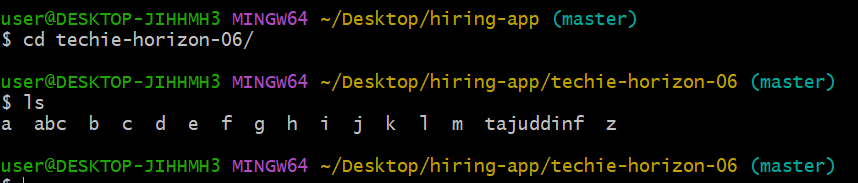 user@DESKTOP-JIHHMH3 MINGW64 ~/Desktop/hiring-app (master)
$ cd techie-horizon-06/
user@DESKTOP-JIHHMH3 MINGW64 ~/Desktop/hiring-app/techie-horizon-06 (master)
$ ls
a  abc  b  c  d  e  f  g  h  i  j  k  l  m  tajuddinf  z
user@DESKTOP-JIHHMH3 MINGW64 ~/Desktop/hiring-app/techie-horizon-06 (master)
$